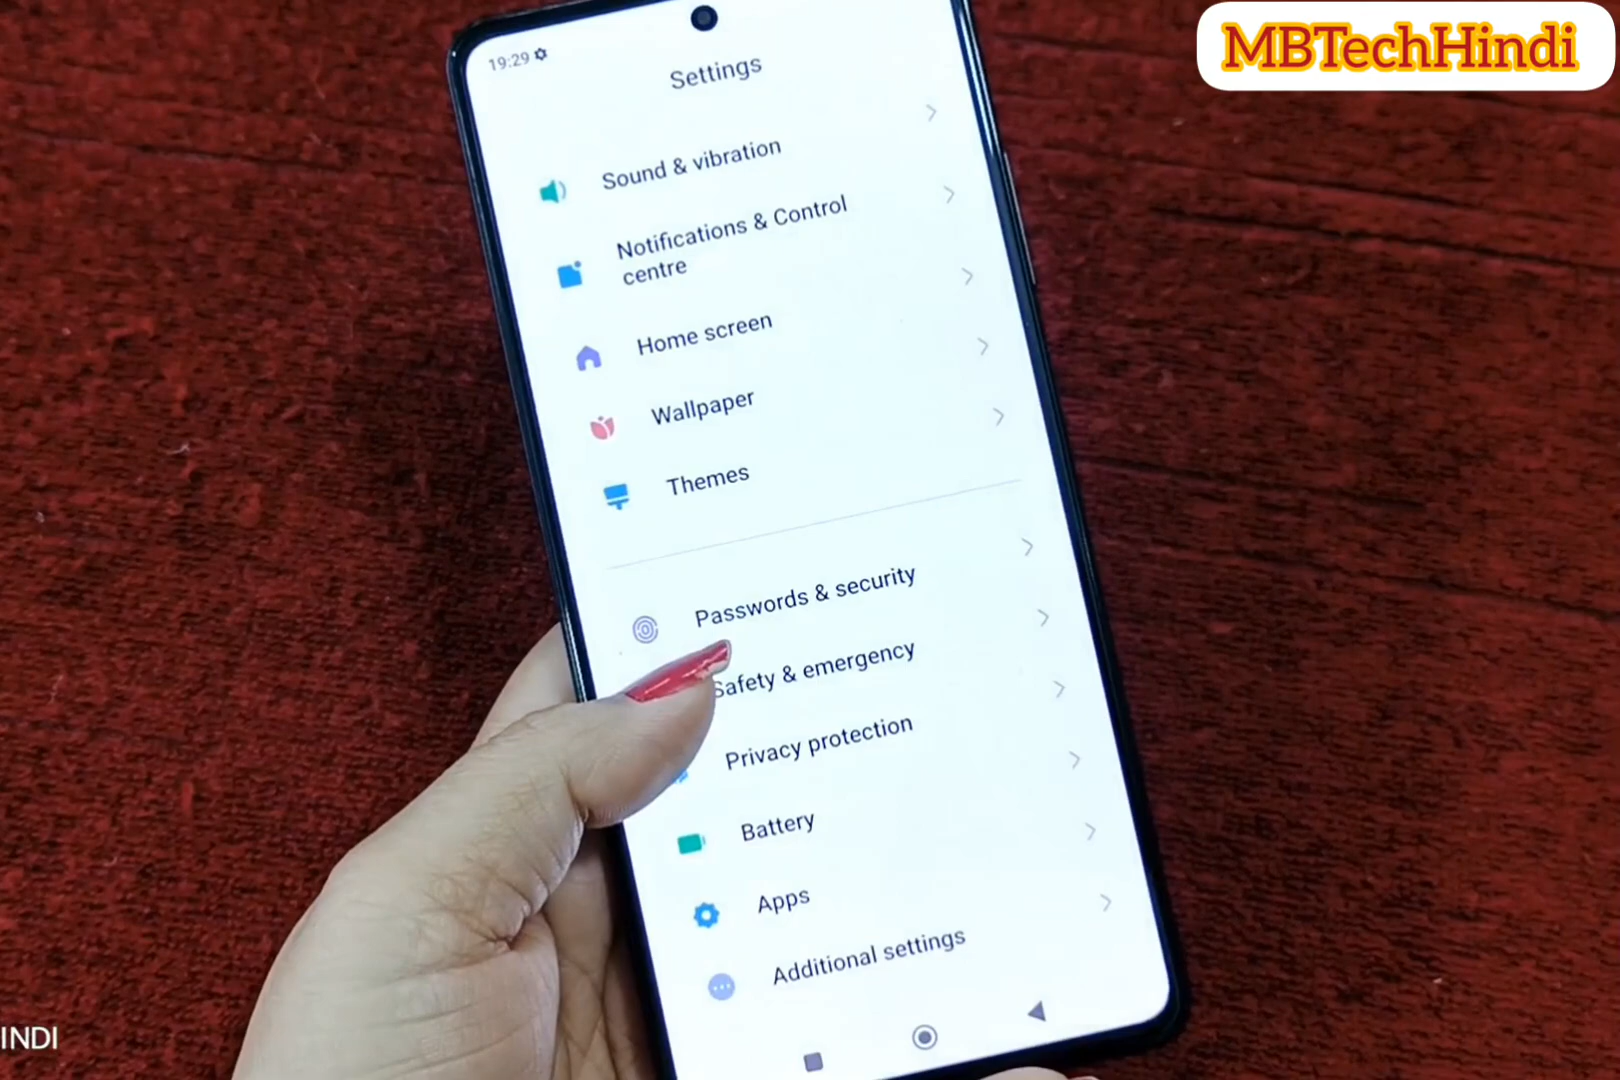 MBTechHindi
19:29
Settings
Sound & vibration
Notifications & Control
centre
Home screen
Wallpaper
Themes
Passwords & security
Safety & emergency
Privacy protection
Battery
Apps
Additional settings
INDI